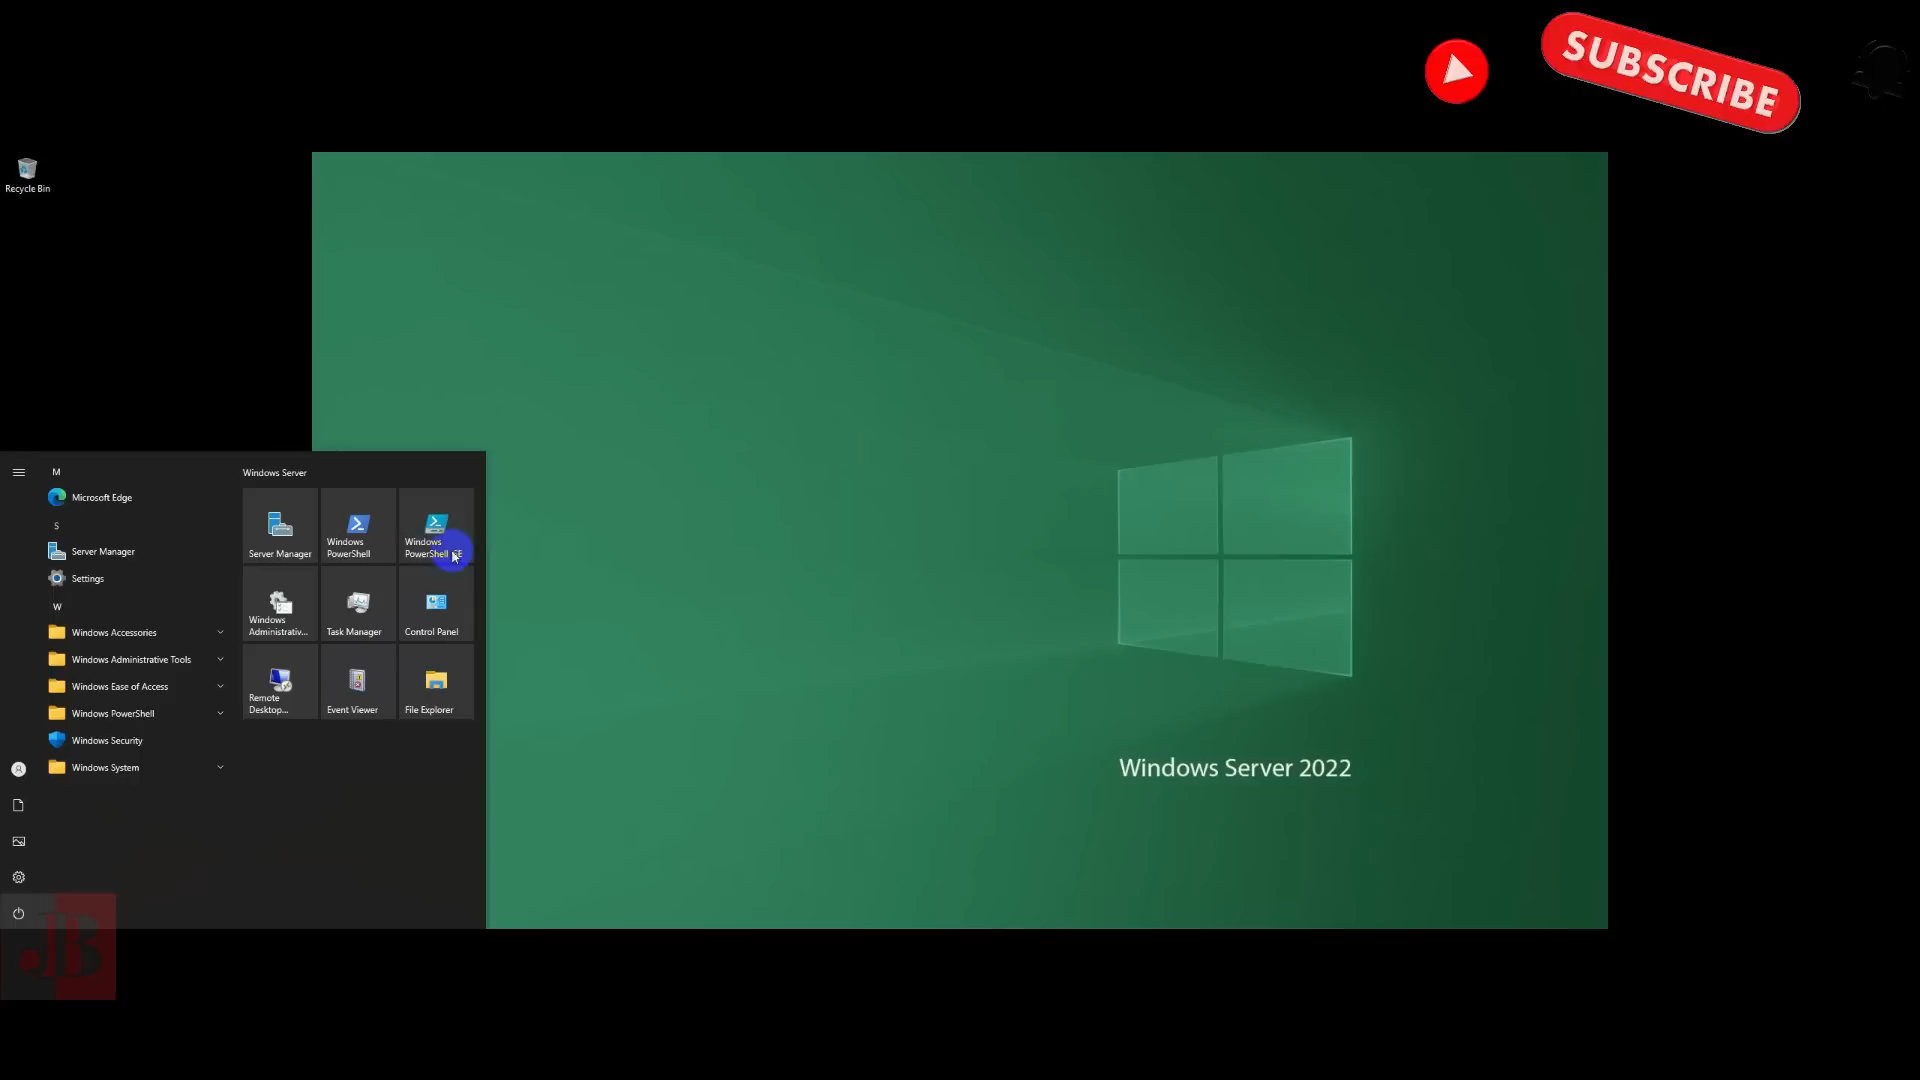 SUBSCRIBE
Recycle Bin
M
Microsoft Edge
S
Server Manager
Settings
W
Windows Accessories
Windows Administrative Tools
Windows Ease of Access
Windows PowerShell
Windows Security
Windows System
Windows Server
Server Manager
Windows
PowerShell
Windows
PowerShell
Windows
Administrativ...
Task Manager
Control Panel
Remote
Desktop...
Event Viewer
File Explorer
Windows Server 2022
JB